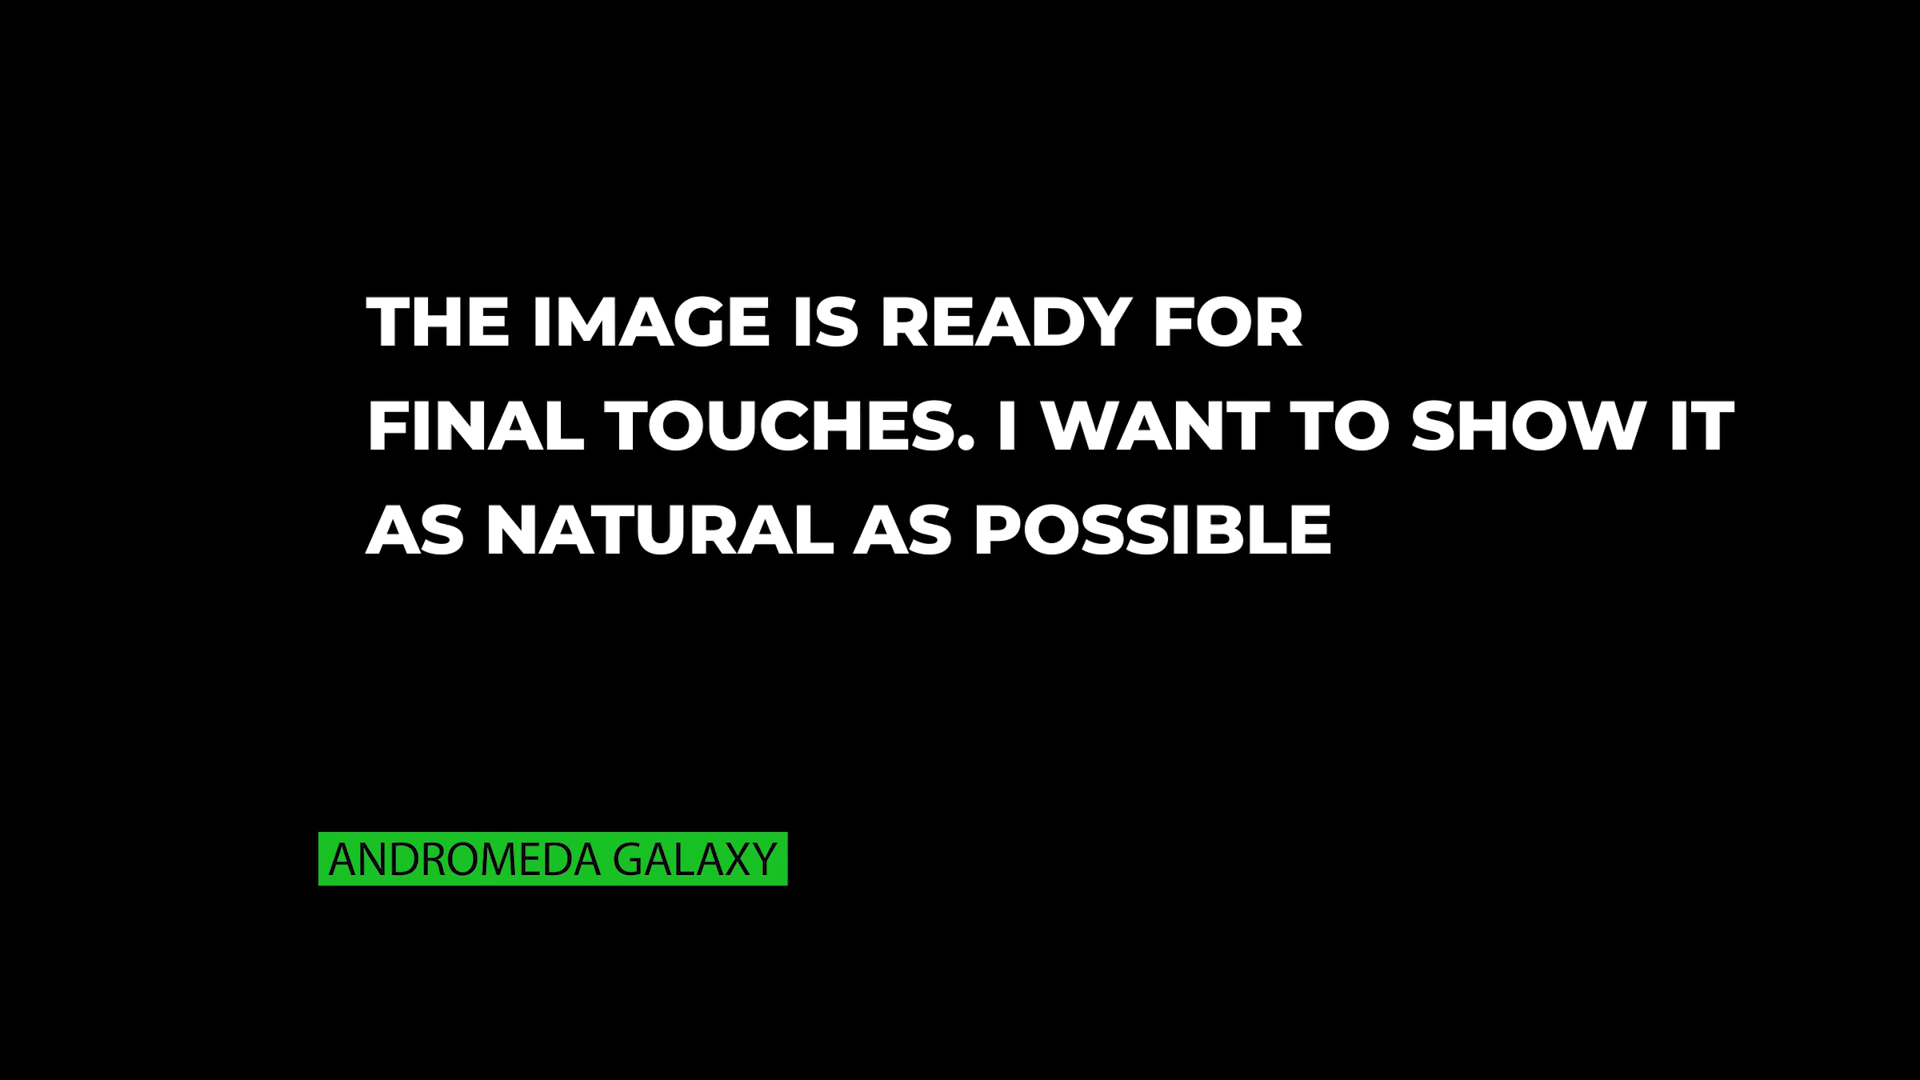 THE IMAGE IS READY FOR
FINAL TOUCHES. I WANT TO SHOW IT
AS NATURAL AS POSSIBLE
ANDROMEDA GALAXY